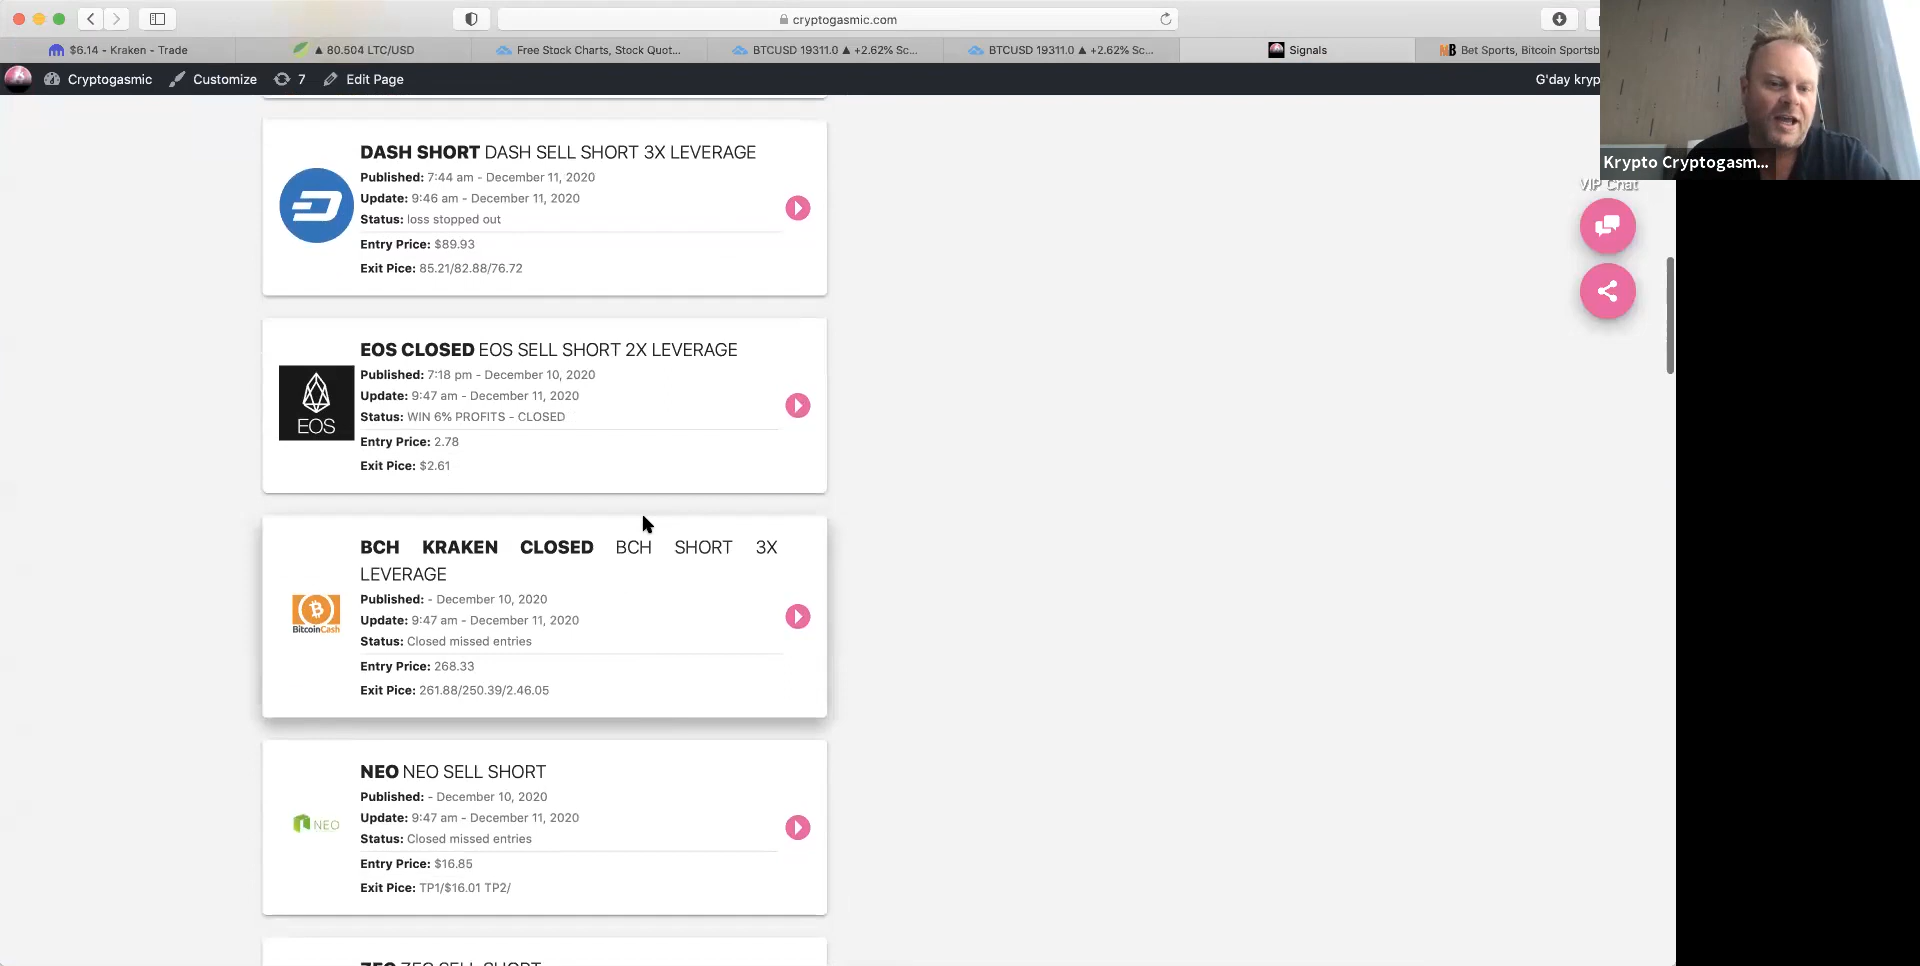 cryptogasmic.com
$6.14 - Kraken - Trade
▲ 80.504 LTC/USD
Free Stock Charts, Stock Quot...
BTCUSD 19311.0 ▲ +2.62% Sc...
BTCUSD 19311.0 ▲ +2.62% Sc...
Signals
Bet Sports, Bitcoin Sportsb
Cryptogasmic
Customize
7
Edit Page
G'day kryp
Krypto Cryptogasm...
VIP Chat
DASH SHORT DASH SELL SHORT 3X LEVERAGE
Published: 7:44 am - December 11, 2020
Update: 9:46 am - December 11, 2020
Status: loss stopped out
Entry Price: $89.93
Exit Pice: 85.21/82.88/76.72
EOS CLOSED EOS SELL SHORT 2X LEVERAGE
Published: 7:18 pm - December 10, 2020
Update: 9:47 am - December 11, 2020
Status: WIN 6% PROFITS - CLOSED
Entry Price: 2.78
Exit Pice: $2.61
EOS
BCH KRAKEN CLOSED BCH SHORT 3X
LEVERAGE
Published: - December 10, 2020
Update: 9:47 am - December 11, 2020
Status: Closed missed entries
Entry Price: 268.33
Exit Pice: 261.88/250.39/2.46.05
BitcoinCash
NEO NEO SELL SHORT
Published: - December 10, 2020
Update: 9:47 am - December 11, 2020
Status: Closed missed entries
Entry Price: $16.85
Exit Pice: TP1/$16.01 TP2/
NEO
ZEC ZEC SELL SHORT